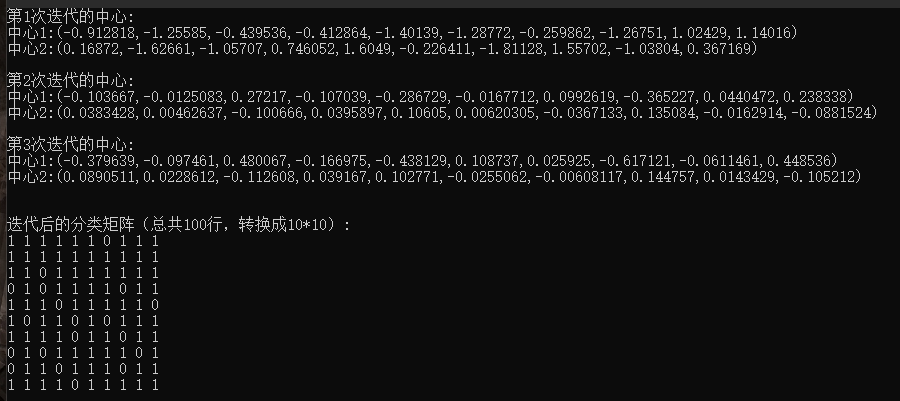 第1次迭代的中心:
中心1:(-0.912818,-1.25585,-0.439536,-0.412864,-1.40139,-1.28772,-0.259862,-1.26751,1.02429,1.14016)
中心2:(0.16872,-1.62661,-1.05707,0.746052,1.6049,-0.226411,-1.81128,1.55702,-1.03804,0.367169)
第2次迭代的中心:
中心1:(-0.103667,-0.0125083,0.27217,-0.107039,-0.286729,-0.0167712,0.0992619,-0.365227,0.0440472,0.238338)
中心2:(0.0383428,0.00462637,-0.100666,0.0395897,0.10605,0.00620305,-0.0367133,0.135084,-0.0162914,-0.0881524)
第3次迭代的中心:
中心1:(-0.379639,-0.097461,0.480067,-0.166975,-0.438129,0.108737,0.025925,-0.617121,-0.0611461,0.448536)
中心2:(0.0890511,0.0228612,-0.112608,0.039167,0.102771,-0.0255062,-0.00608117,0.144757,0.0143429,-0.105212)
迭代后的分类矩阵（总共100行，转换成10*10）:
1 1 1 1 1 1 0 1 1 1
1 1 1 1 1 1 1 1 1 1
1 1 0 1 1 1 1 1 1 1
0 1 0 1 1 1 1 1 0 1
1 1 1 0 1 1 1 1 1 0
1 0 1 1 0 1 0 1 1 1
1 1 1 1 0 1 1 0 1 1
0 1 0 1 1 1 1 1 0 1
0 1 1 0 1 1 1 0 1 1
1 1 1 1 0 1 1 1 1 1